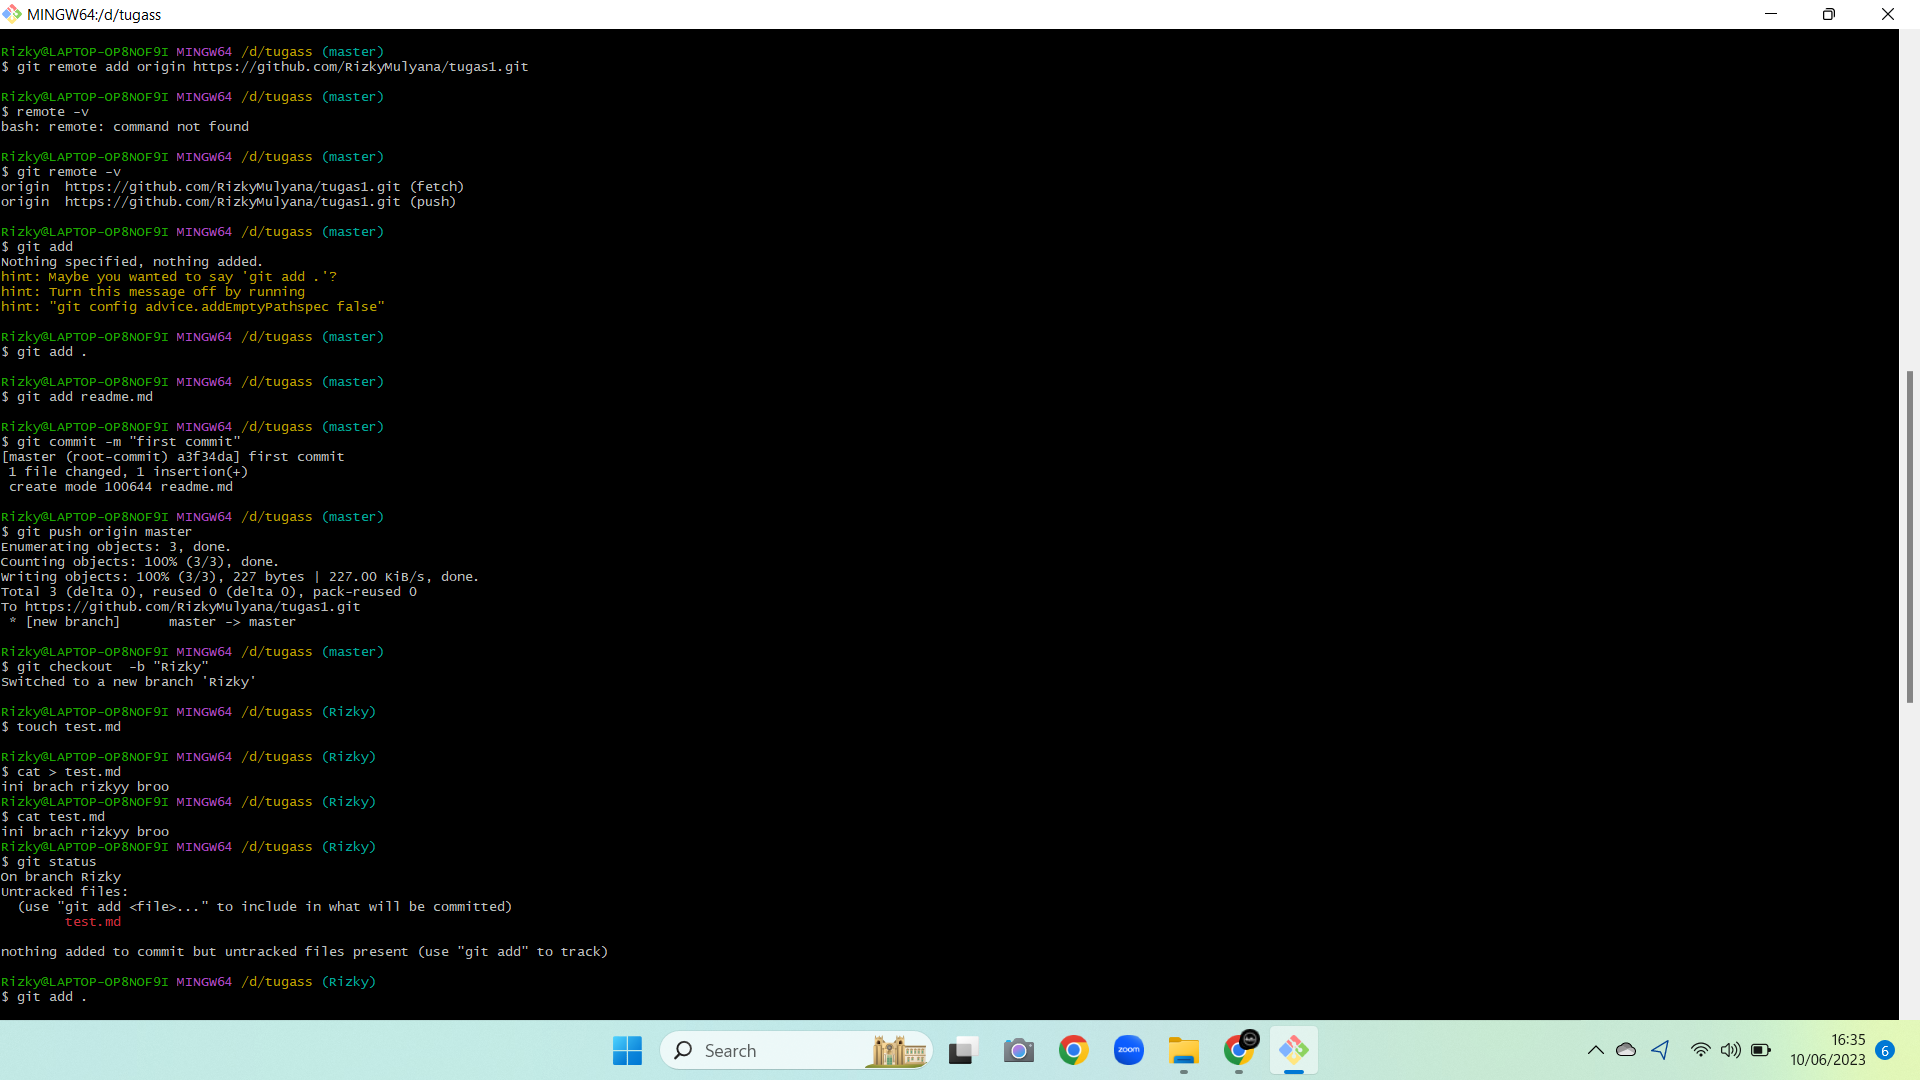 MINGW64:/d/tugass
Rizky@LAPTOP-OP8NOF9I MINGW64 /d/tugass (master)
$ git remote add origin https://github.com/RizkyMulyana/tugas1.git
Rizky@LAPTOP-OP8NOF9I MINGW64 /d/tugass (master)
$ remote -v
bash: remote: command not found
Rizky@LAPTOP-OP8NOF9I MINGW64 /d/tugass (master)
$ git remote -v
origin  https://github.com/RizkyMulyana/tugas1.git (fetch)
origin  https://github.com/RizkyMulyana/tugas1.git (push)
Rizky@LAPTOP-OP8NOF9I MINGW64 /d/tugass (master)
$ git add
Nothing specified, nothing added.
hint: Maybe you wanted to say 'git add .'?
hint: Turn this message off by running
hint: "git config advice.addEmptyPathspec false"
Rizky@LAPTOP-OP8NOF9I MINGW64 /d/tugass (master)
$ git add .
Rizky@LAPTOP-OP8NOF9I MINGW64 /d/tugass (master)
$ git add readme.md
Rizky@LAPTOP-OP8NOF9I MINGW64 /d/tugass (master)
$ git commit -m "first commit"
[master (root-commit) a3f34da] first commit
 1 file changed, 1 insertion(+)
 create mode 100644 readme.md
Rizky@LAPTOP-OP8NOF9I MINGW64 /d/tugass (master)
$ git push origin master
Enumerating objects: 3, done.
Counting objects: 100% (3/3), done.
Writing objects: 100% (3/3), 227 bytes | 227.00 KiB/s, done.
Total 3 (delta 0), reused 0 (delta 0), pack-reused 0
To https://github.com/RizkyMulyana/tugas1.git
 * [new branch]      master -> master
Rizky@LAPTOP-OP8NOF9I MINGW64 /d/tugass (master)
$ git checkout  -b "Rizky"
Switched to a new branch 'Rizky'
Rizky@LAPTOP-OP8NOF9I MINGW64 /d/tugass (Rizky)
$ touch test.md
Rizky@LAPTOP-OP8NOF9I MINGW64 /d/tugass (Rizky)
$ cat > test.md
ini brach rizkyy broo
Rizky@LAPTOP-OP8NOF9I MINGW64 /d/tugass (Rizky)
$ cat test.md
ini brach rizkyy broo
Rizky@LAPTOP-OP8NOF9I MINGW64 /d/tugass (Rizky)
$ git status
On branch Rizky
Untracked files:
  (use "git add <file>..." to include in what will be committed)
        test.md
nothing added to commit but untracked files present (use "git add" to track)
Rizky@LAPTOP-OP8NOF9I MINGW64 /d/tugass (Rizky)
$ git add .
Search
zoom
16:35
10/06/2023
6